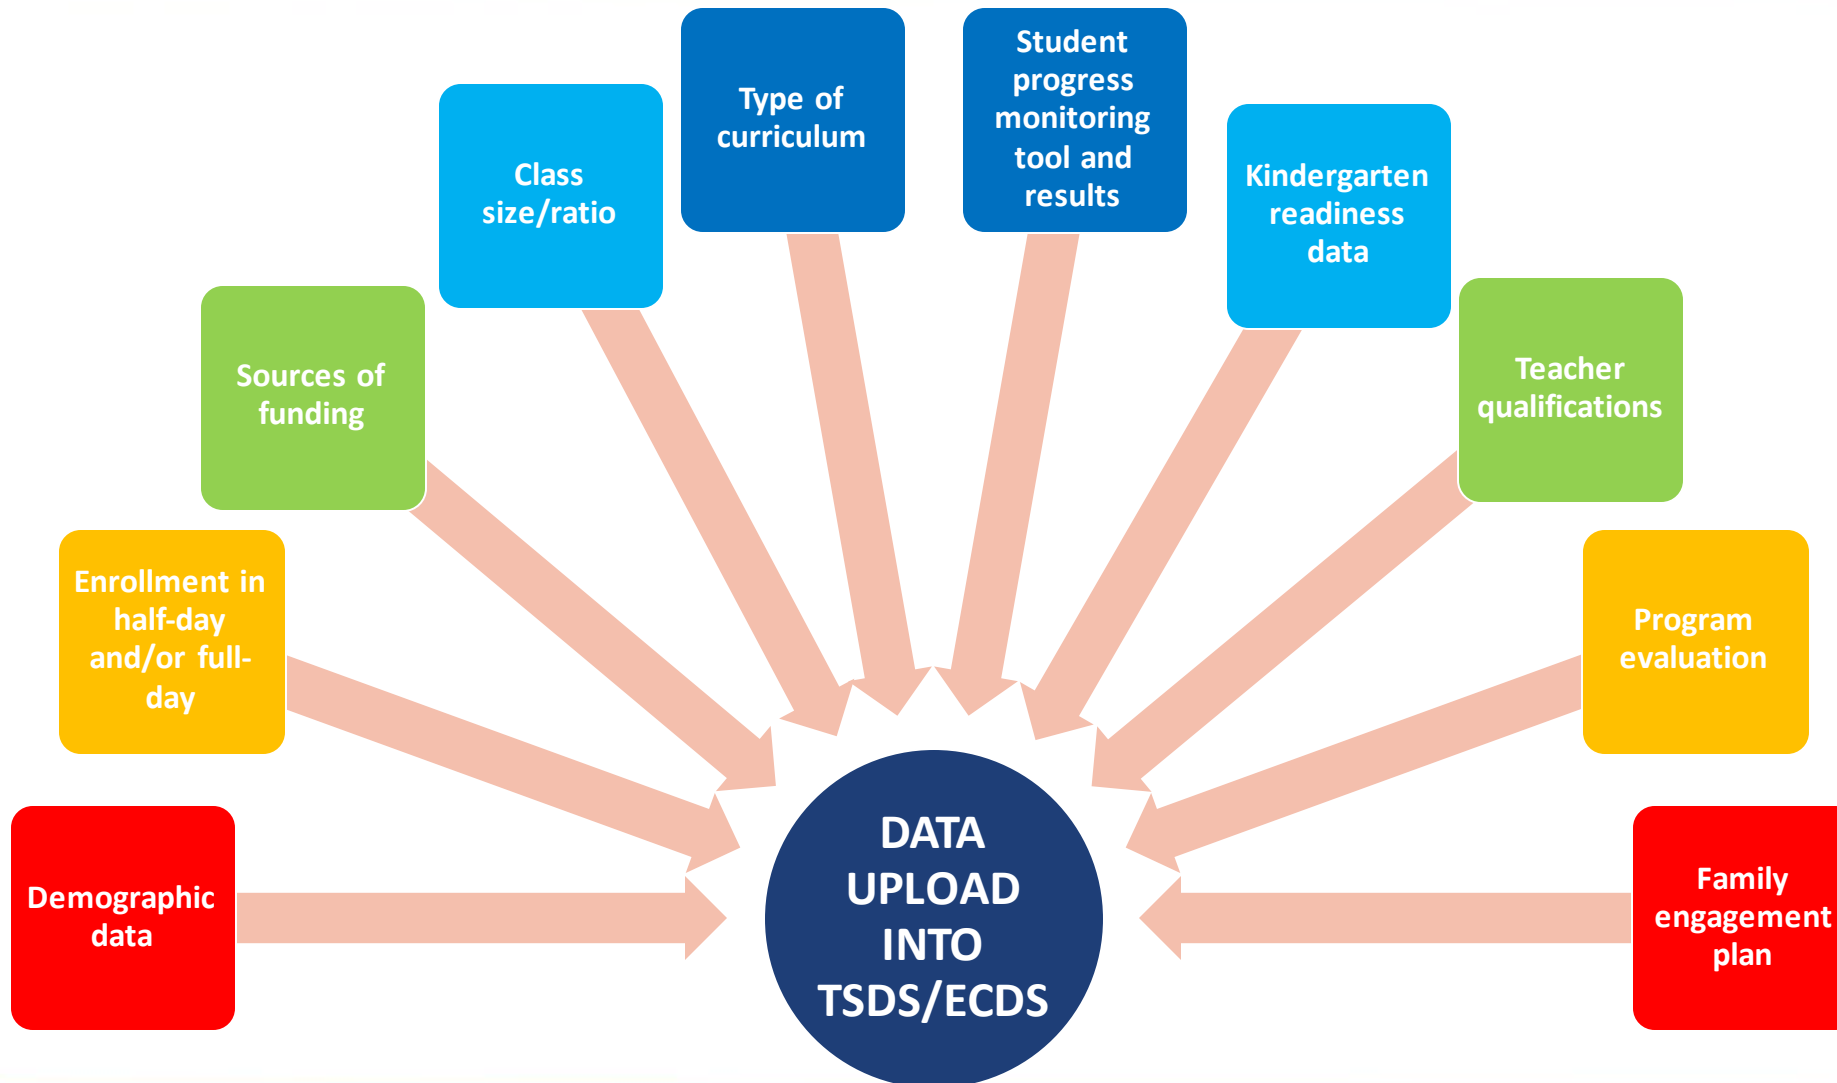 Student
progress
monitoring
tool and
results
Type of
curriculum
Class
size/ratio
Kindergarten
readiness
data
Sources of
funding
Teacher
qualifications
Enrollment in
half-day
and/or full-
day
Program
evaluation
Demographic
data
Family
engagement
plan
DATA
UPLOAD
INTO
TSDS/ECDS